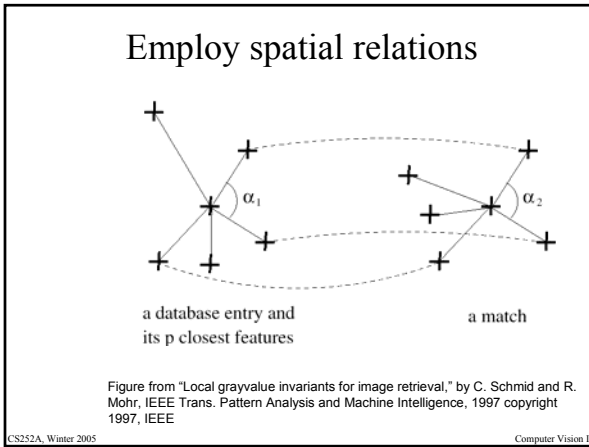 Employ spatial relations
α₁
α₂
a database entry and
its p closest features
a match
Figure from "Local grayvalue invariants for image retrieval," by C. Schmid and R.
Mohr, IEEE Trans. Pattern Analysis and Machine Intelligence, 1997 copyright
1997, IEEE
CS252A, Winter 2005
Computer Vision I